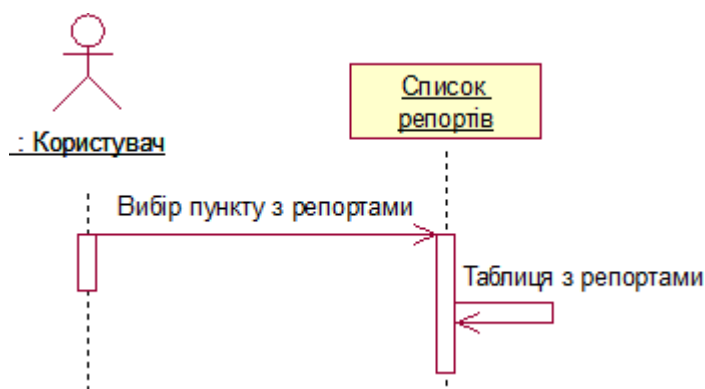 Список
репортів
: Користувач
Вибір пункту з репортами
Таблиця з репортами